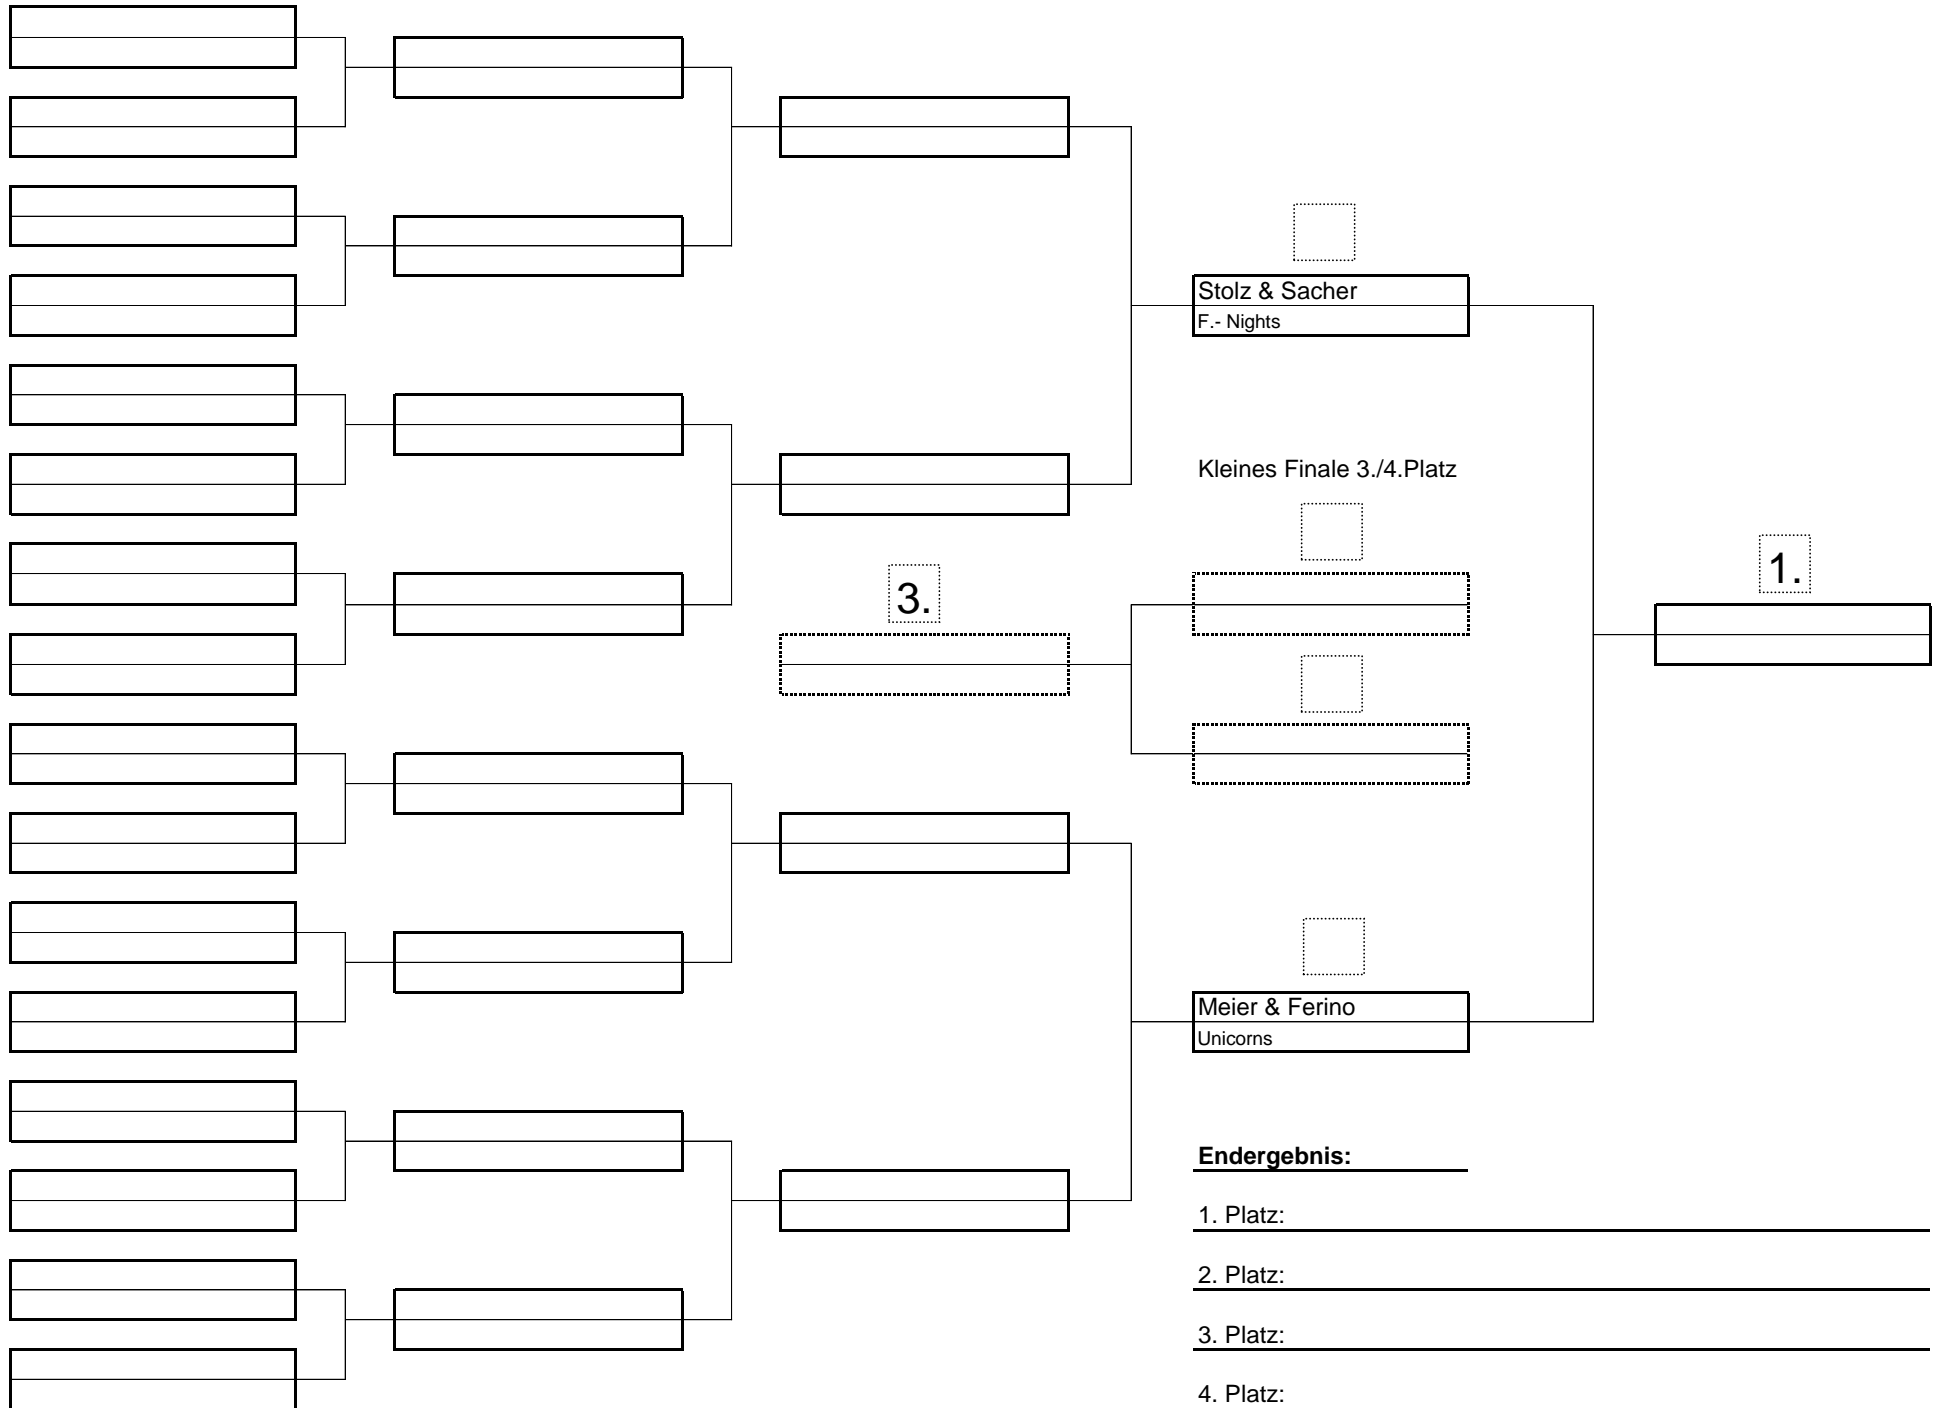 Stolz & Sacher
F.- Nights
Kleines Finale 3./4.Platz
3.
1.
Meier & Ferino
Unicorns
Endergebnis:
1. Platz:
2. Platz:
3. Platz:
4. Platz: